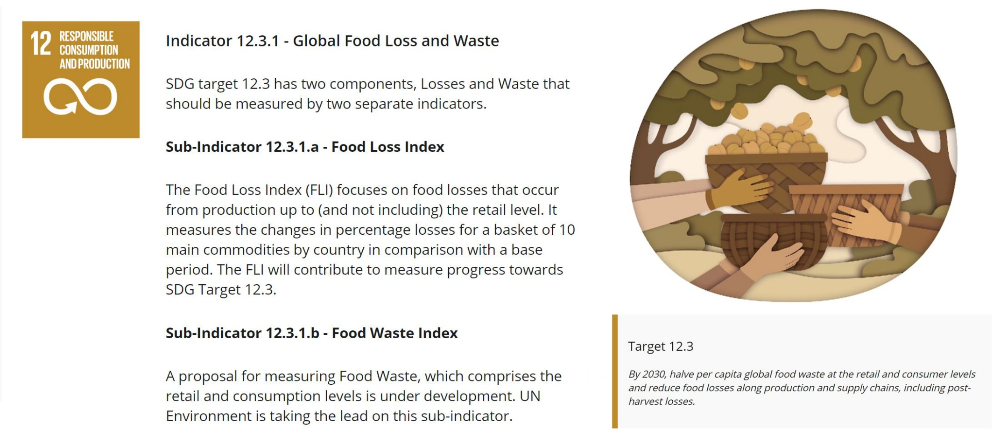 12 RESPONSIBLE
CONSUMPTION
AND PRODUCTION
Indicator 12.3.1 - Global Food Loss and Waste
SDG target 12.3 has two components, Losses and Waste that
should be measured by two separate indicators.
Sub-Indicator 12.3.1.a - Food Loss Index
The Food Loss Index (FLI) focuses on food losses that occur
from production up to (and not including) the retail level. It
measures the changes in percentage losses for a basket of 10
main commodities by country in comparison with a base
period. The FLI will contribute to measure progress towards
SDG Target 12.3.
Sub-Indicator 12.3.1.b - Food Waste Index
A proposal for measuring Food Waste, which comprises the
retail and consumption levels is under development. UN
Environment is taking the lead on this sub-indicator.
Target 12.3
By 2030, halve per capita global food waste at the retail and consumer levels
and reduce food losses along production and supply chains, including post-
harvest losses.